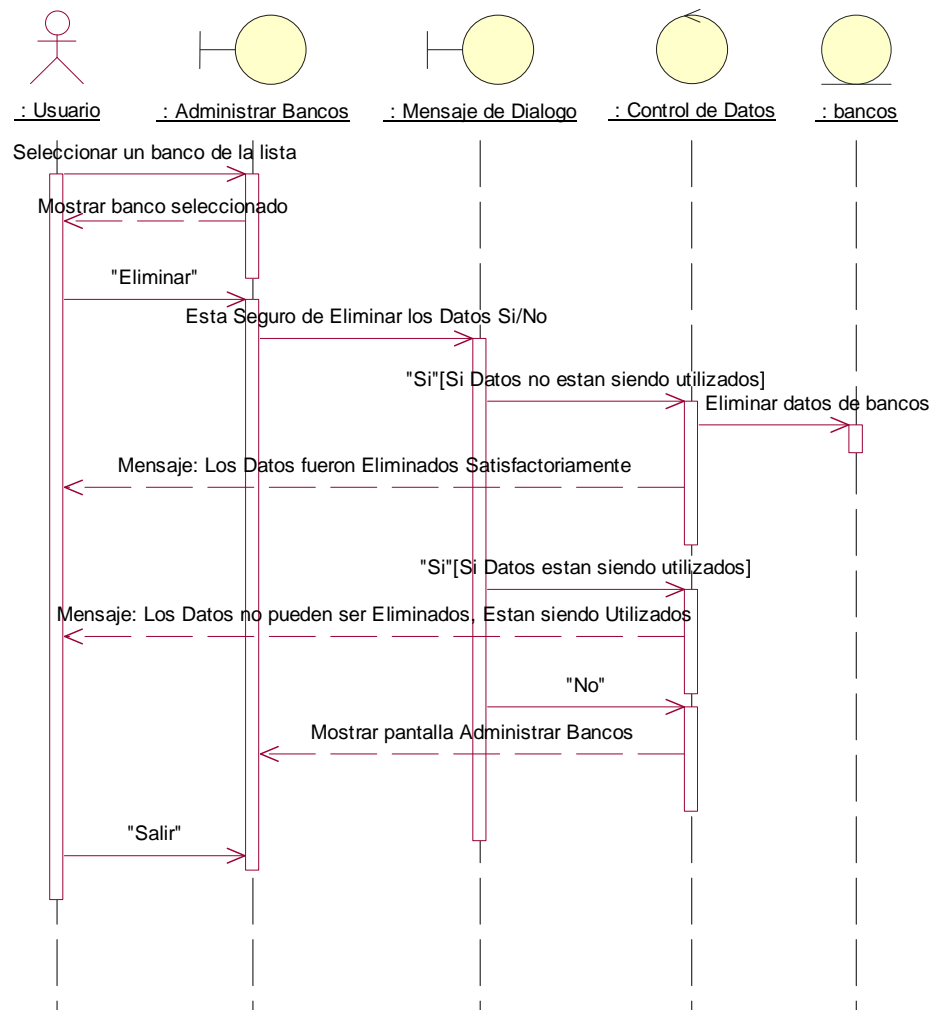 : Usuario
: Administrar Bancos
: Mensaje de Dialogo
: Control de Datos
: bancos
Seleccionar un banco de la lista
Mostrar banco seleccionado
"Eliminar"
Esta Seguro de Eliminar los Datos Si/No
"Si"[Si Datos no estan siendo utilizados]
Eliminar datos de bancos
Mensaje: Los Datos fueron Eliminados Satisfactoriamente
"Si"[Si Datos estan siendo utilizados]
Mensaje: Los Datos no pueden ser Eliminados, Estan siendo Utilizados
"No"
Mostrar pantalla Administrar Bancos
"Salir"